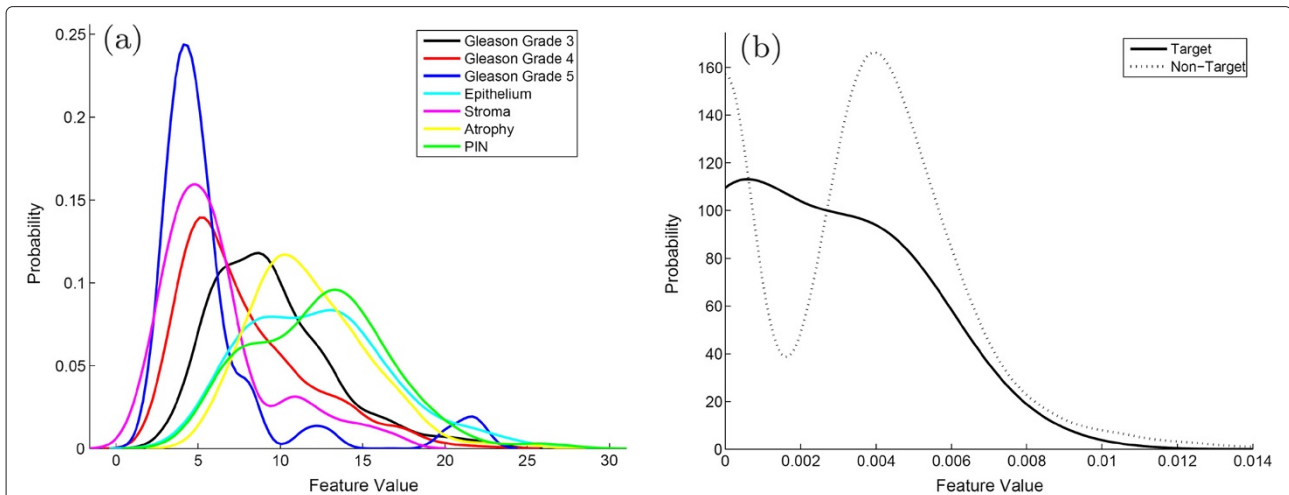 (a)
Gleason Grade 3
Gleason Grade 4
Gleason Grade 5
Epithelium
Stroma
Atrophy
PIN
0.25
0.2
0.15
0.1
0.05
0
0 5 10 15 20 25 30
Probability
Feature Value
(b)
Target
Non-Target
160
140
120
100
80
60
40
20
0
0 0.002 0.004 0.006 0.008 0.01 0.012 0.014
Probability
Feature Value